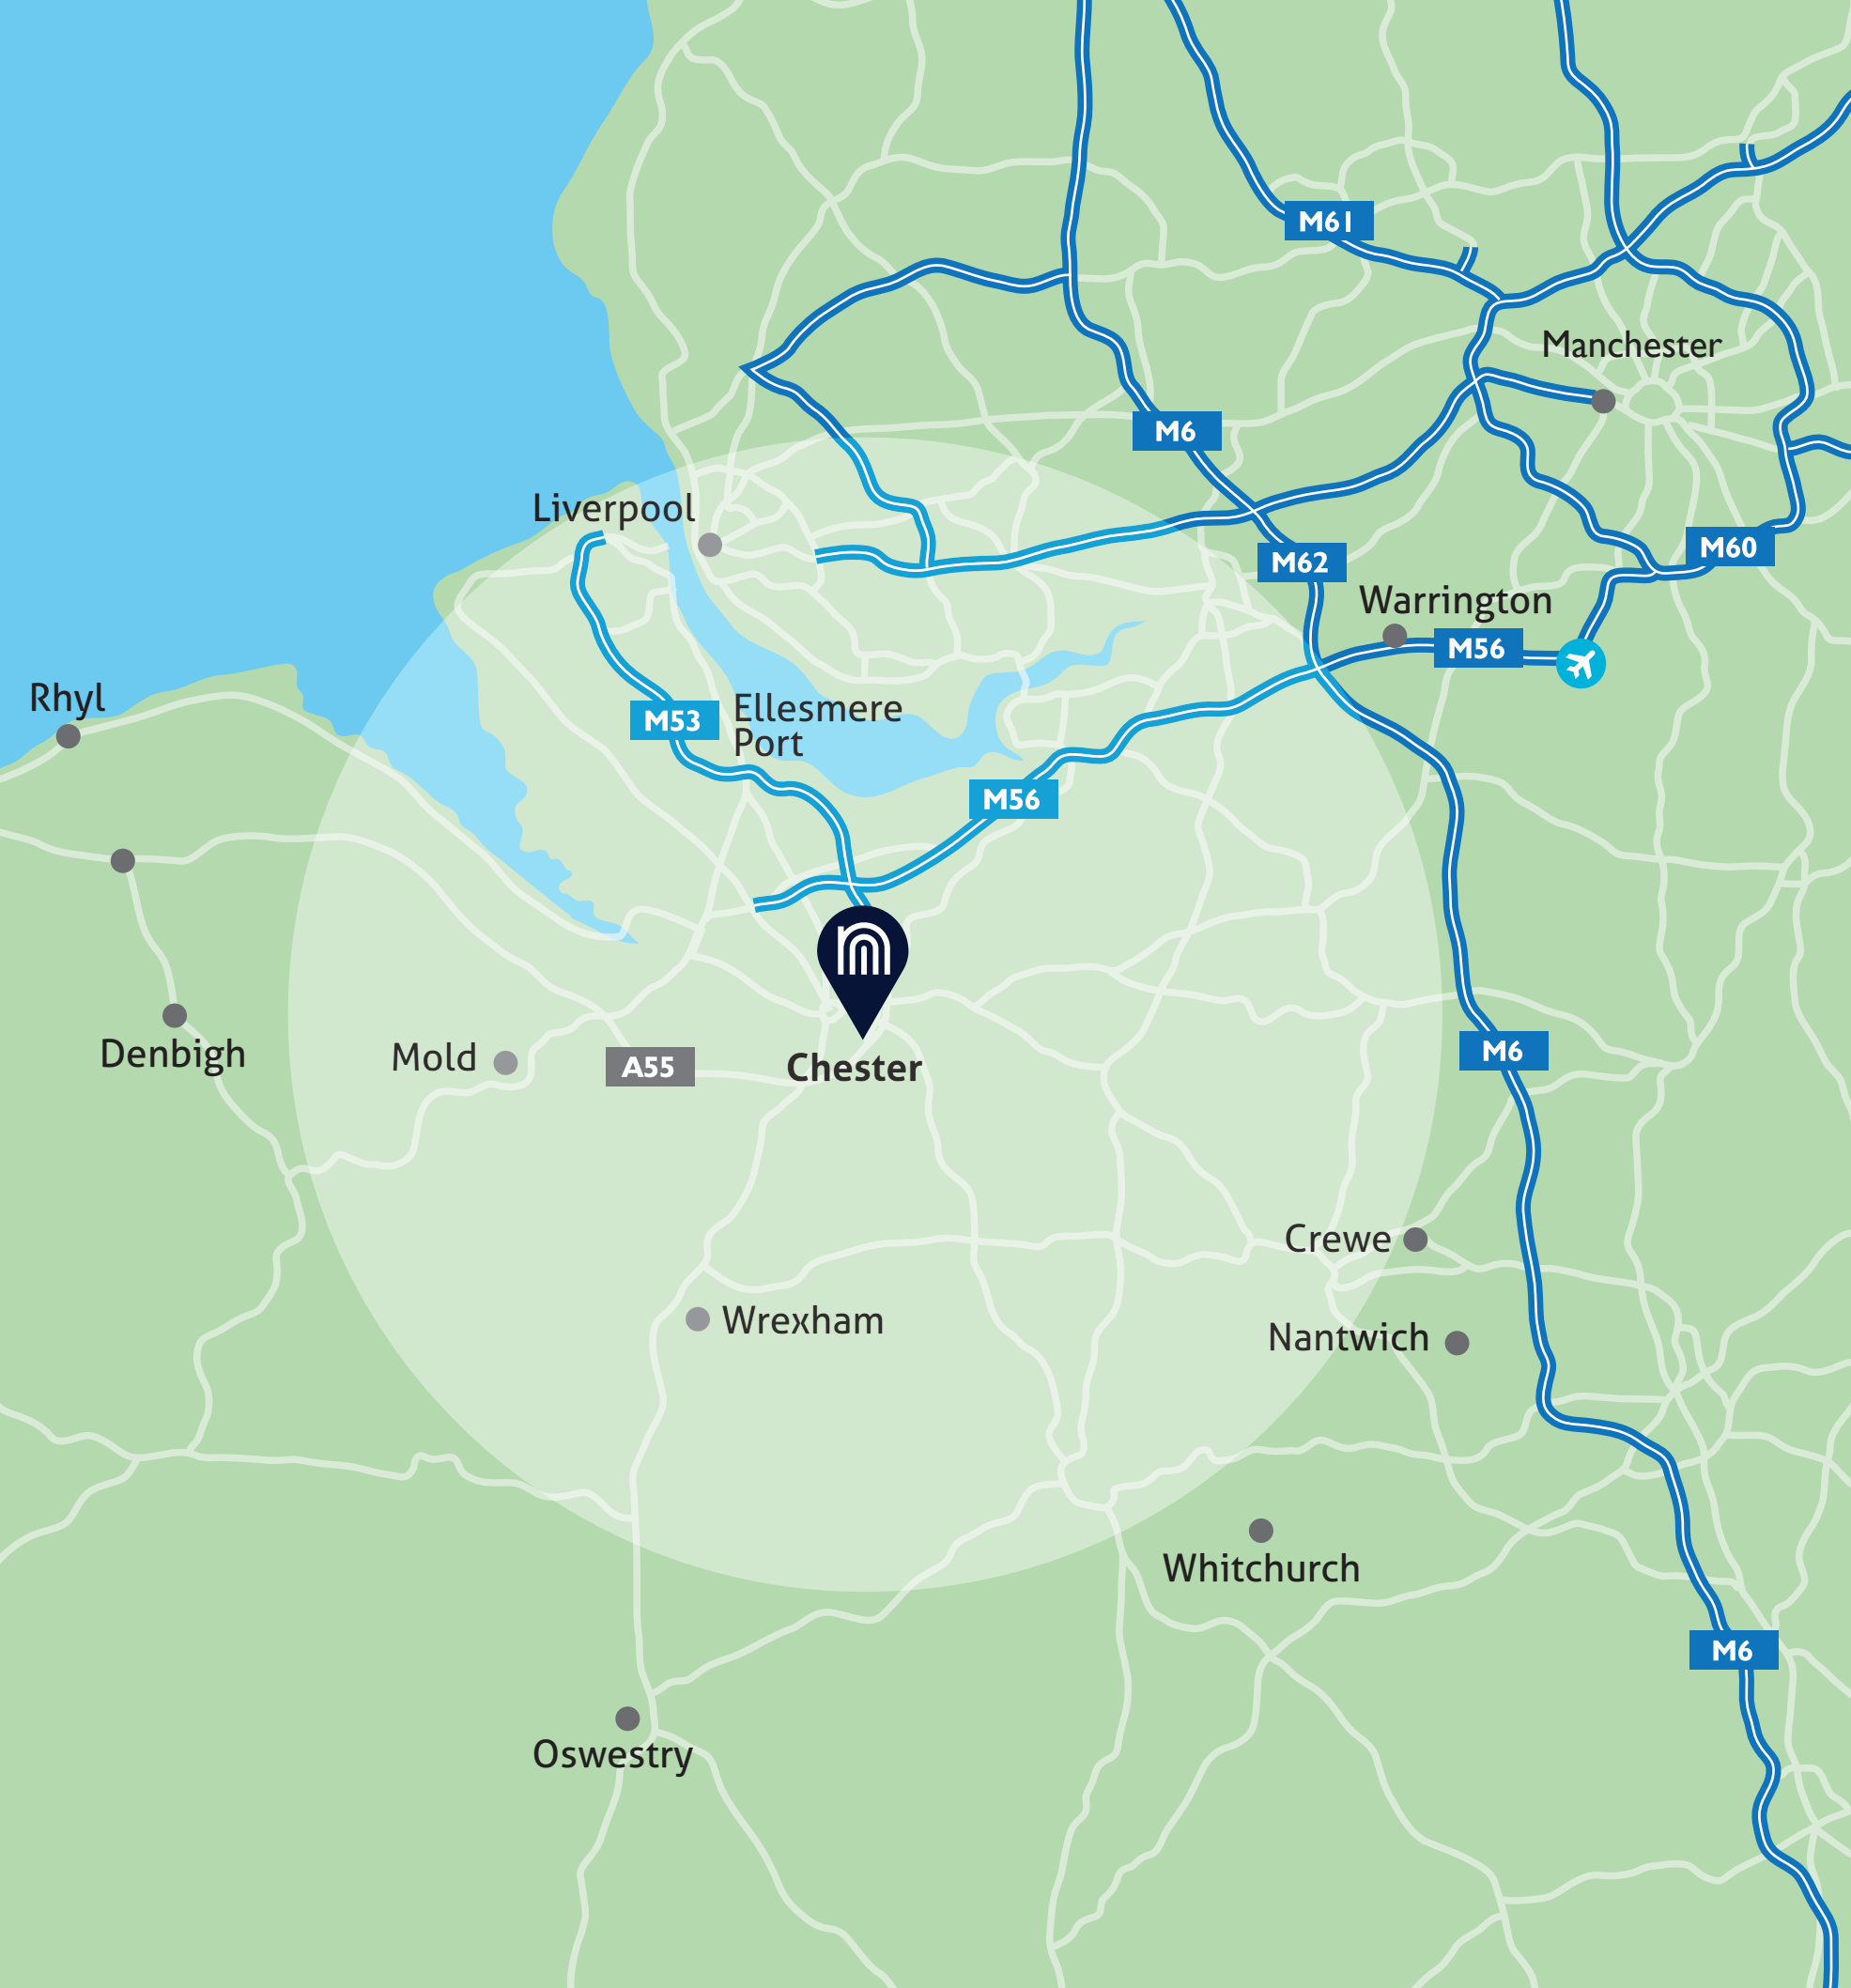 M61
Manchester
M6
Liverpool
M60
M62
Warrington
M56
Rhyl
Ellesmere
Port
M53
M56
Denbigh
Mold
A55
Chester
M6
Crewe
Wrexham
Nantwich
Whitchurch
M6
Oswestry